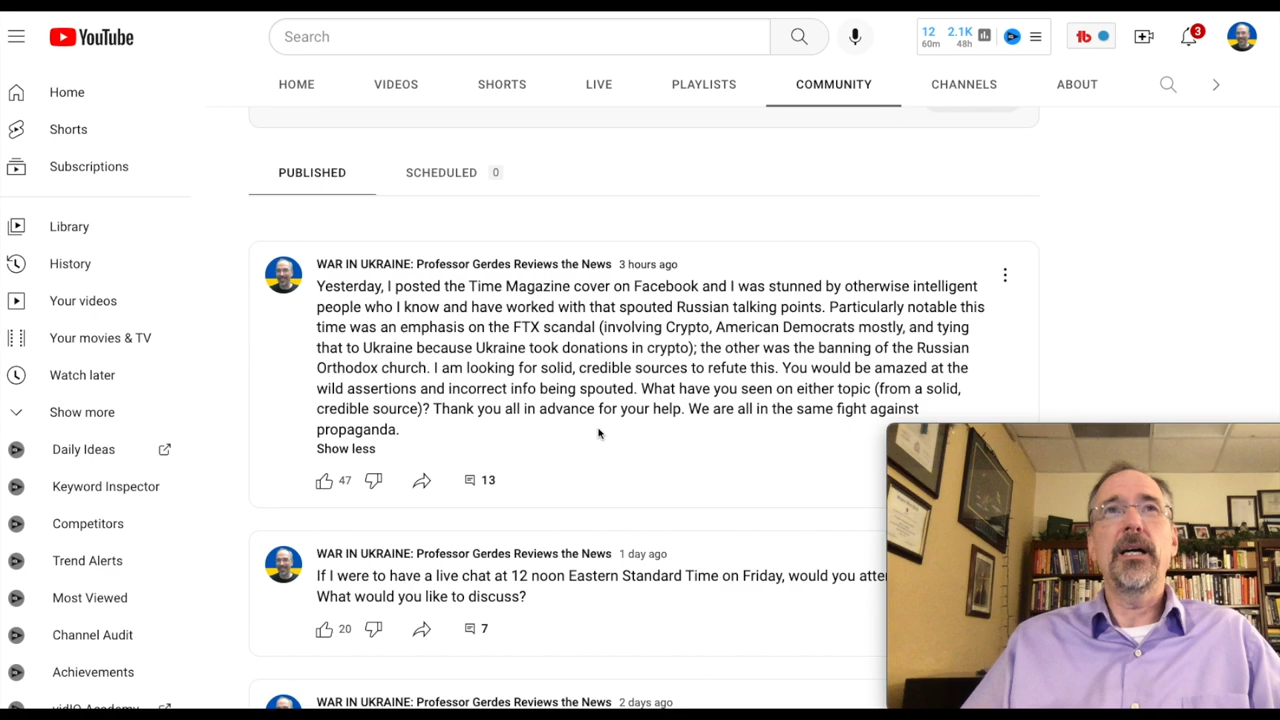 YouTube
Search
12 2.1K
60m 48h
tb
3
HOME VIDEOS SHORTS LIVE PLAYLISTS COMMUNITY CHANNELS ABOUT
Home
Shorts
Subscriptions
Library
History
Your videos
Your movies & TV
Watch later
Show more
Daily Ideas
Keyword Inspector
Competitors
Trend Alerts
Most Viewed
Channel Audit
Achievements
vidIQ Academy
PUBLISHED SCHEDULED 0
WAR IN UKRAINE: Professor Gerdes Reviews the News 3 hours ago
Yesterday, I posted the Time Magazine cover on Facebook and I was stunned by otherwise intelligent
people who I know and have worked with that spouted Russian talking points. Particularly notable this
time was an emphasis on the FTX scandal (involving Crypto, American Democrats mostly, and tying
that to Ukraine because Ukraine took donations in crypto); the other was the banning of the Russian
Orthodox church. I am looking for solid, credible sources to refute this. You would be amazed at the
wild assertions and incorrect info being spouted. What have you seen on either topic (from a solid,
credible source)? Thank you all in advance for your help. We are all in the same fight against
propaganda.
Show less
47 13
WAR IN UKRAINE: Professor Gerdes Reviews the News 1 day ago
If I were to have a live chat at 12 noon Eastern Standard Time on Friday, would you atte
What would you like to discuss?
20 7
WAR IN UKRAINE: Professor Gerdes Reviews the News 2 days ago